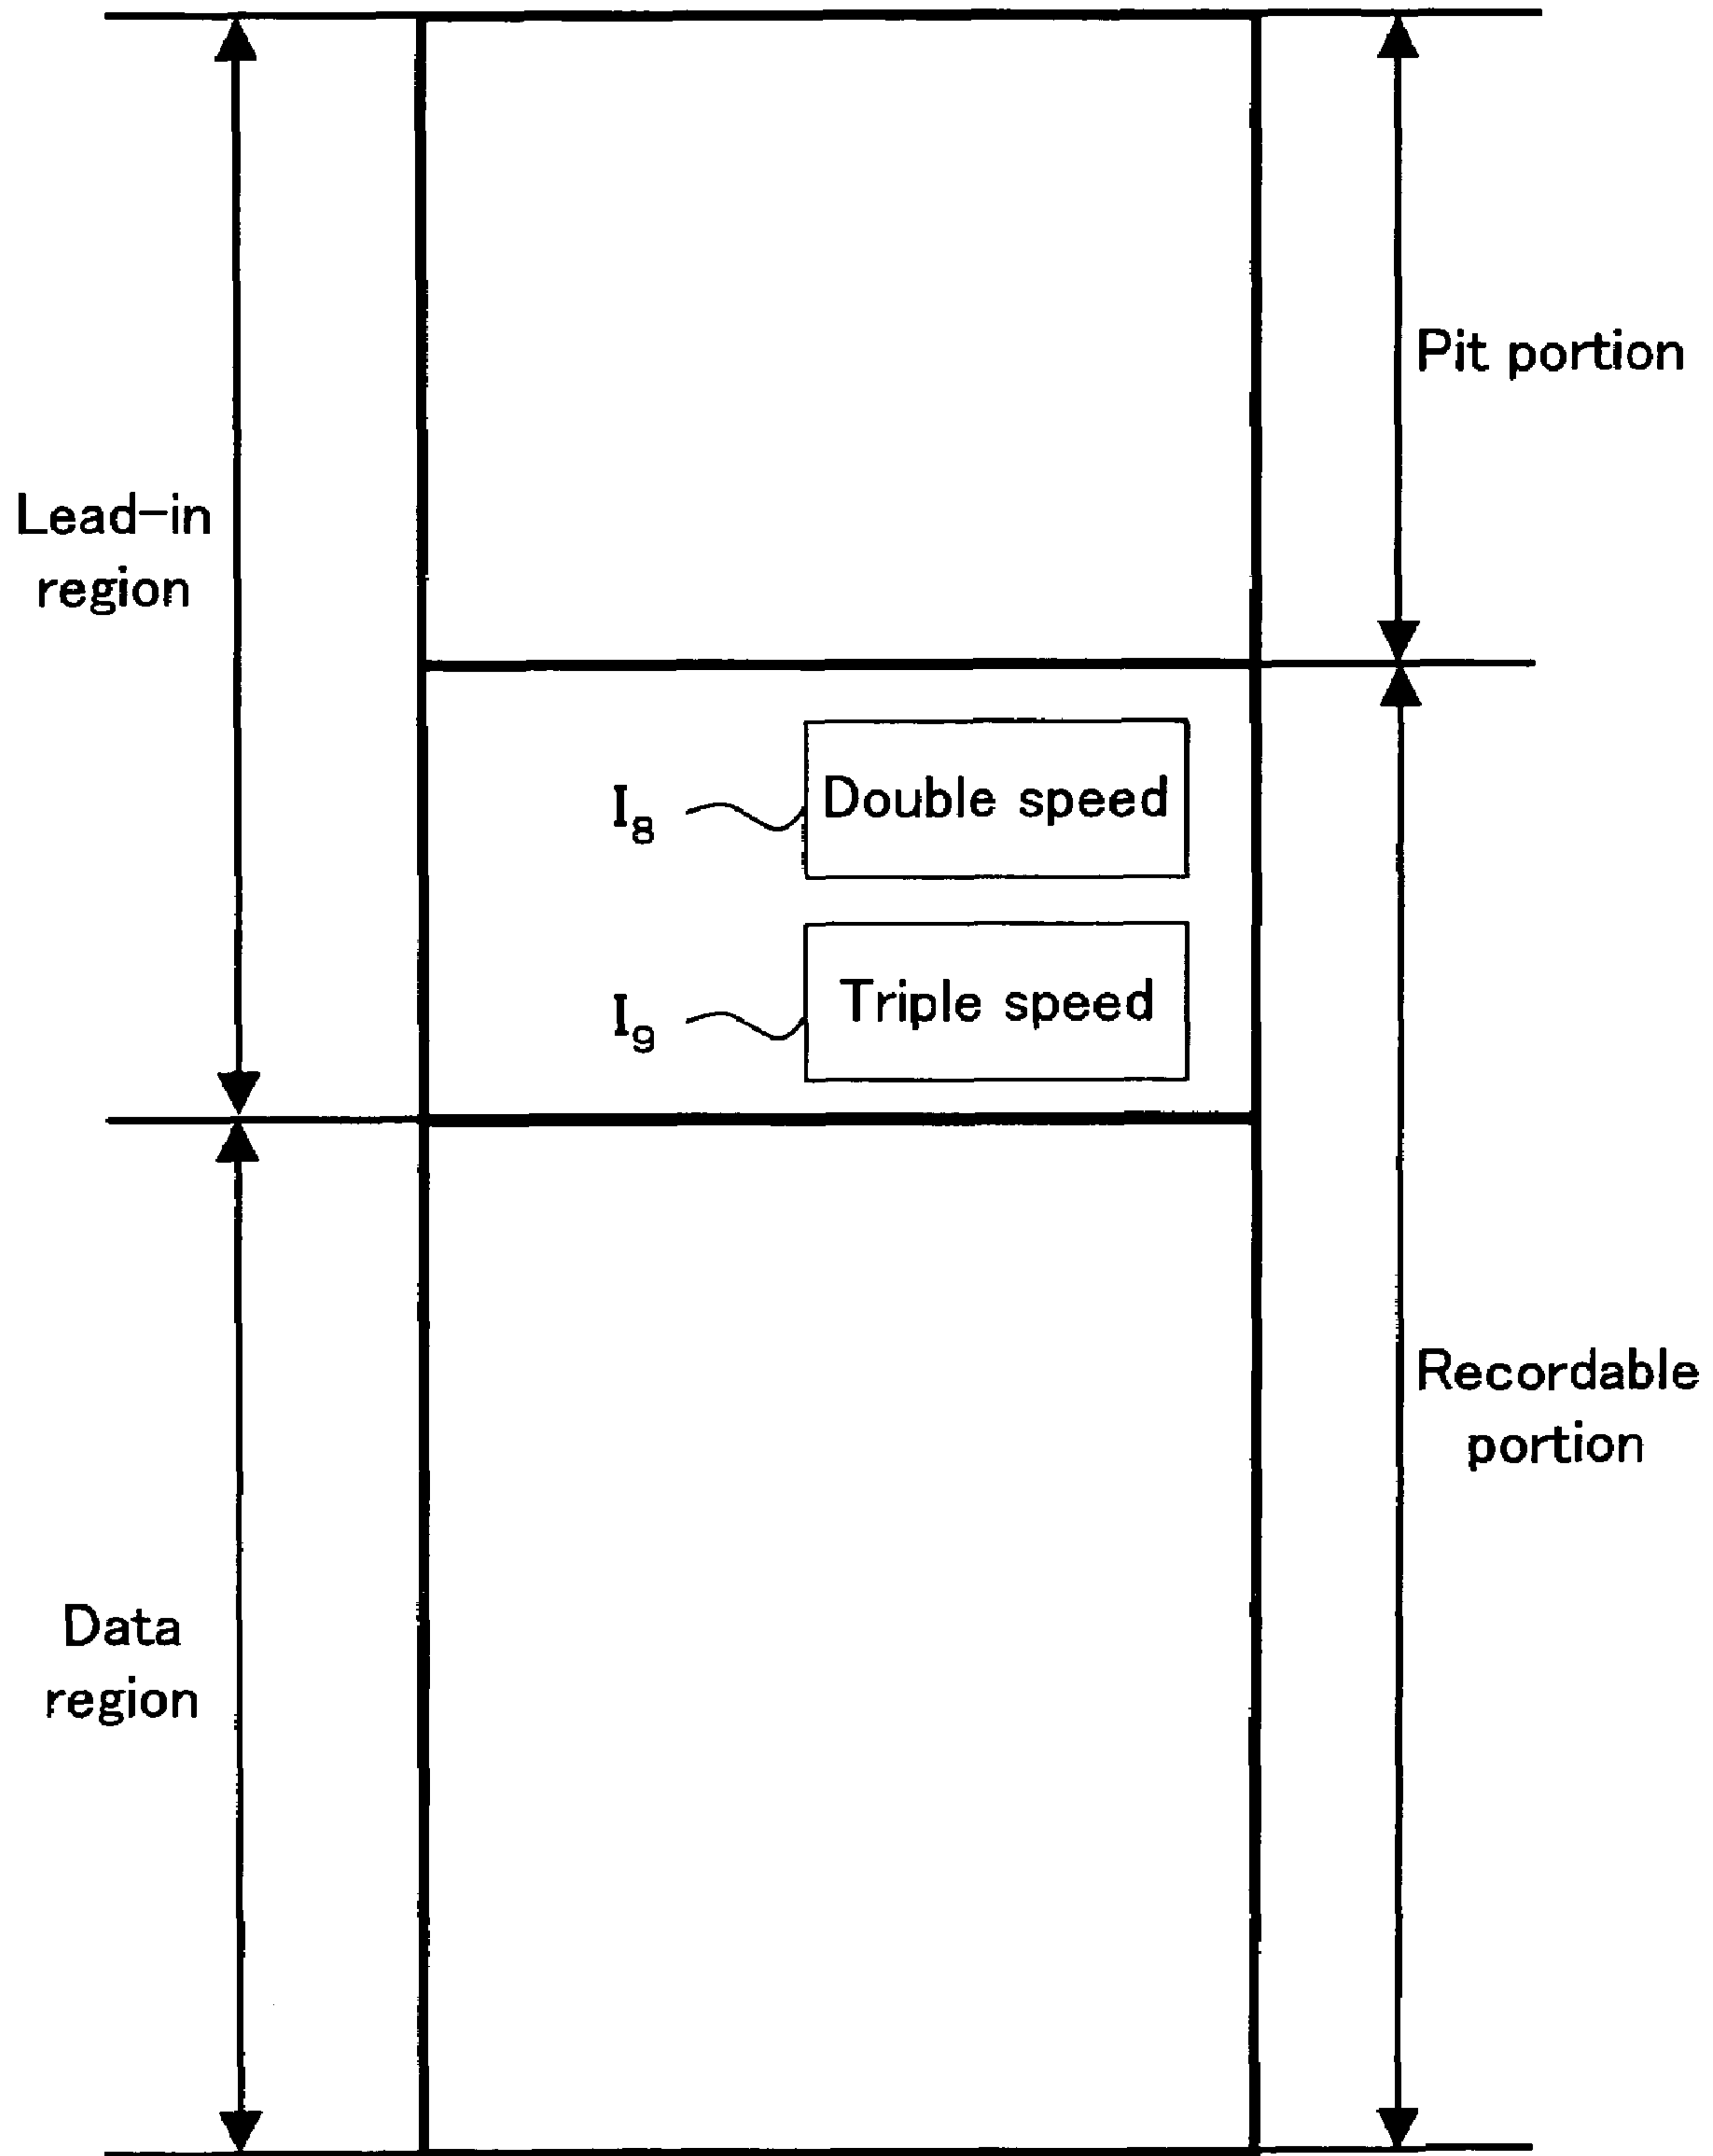 Pit portion
Lead-in
region
I8
Double speed
I9
Triple speed
Recordable
portion
Data
region